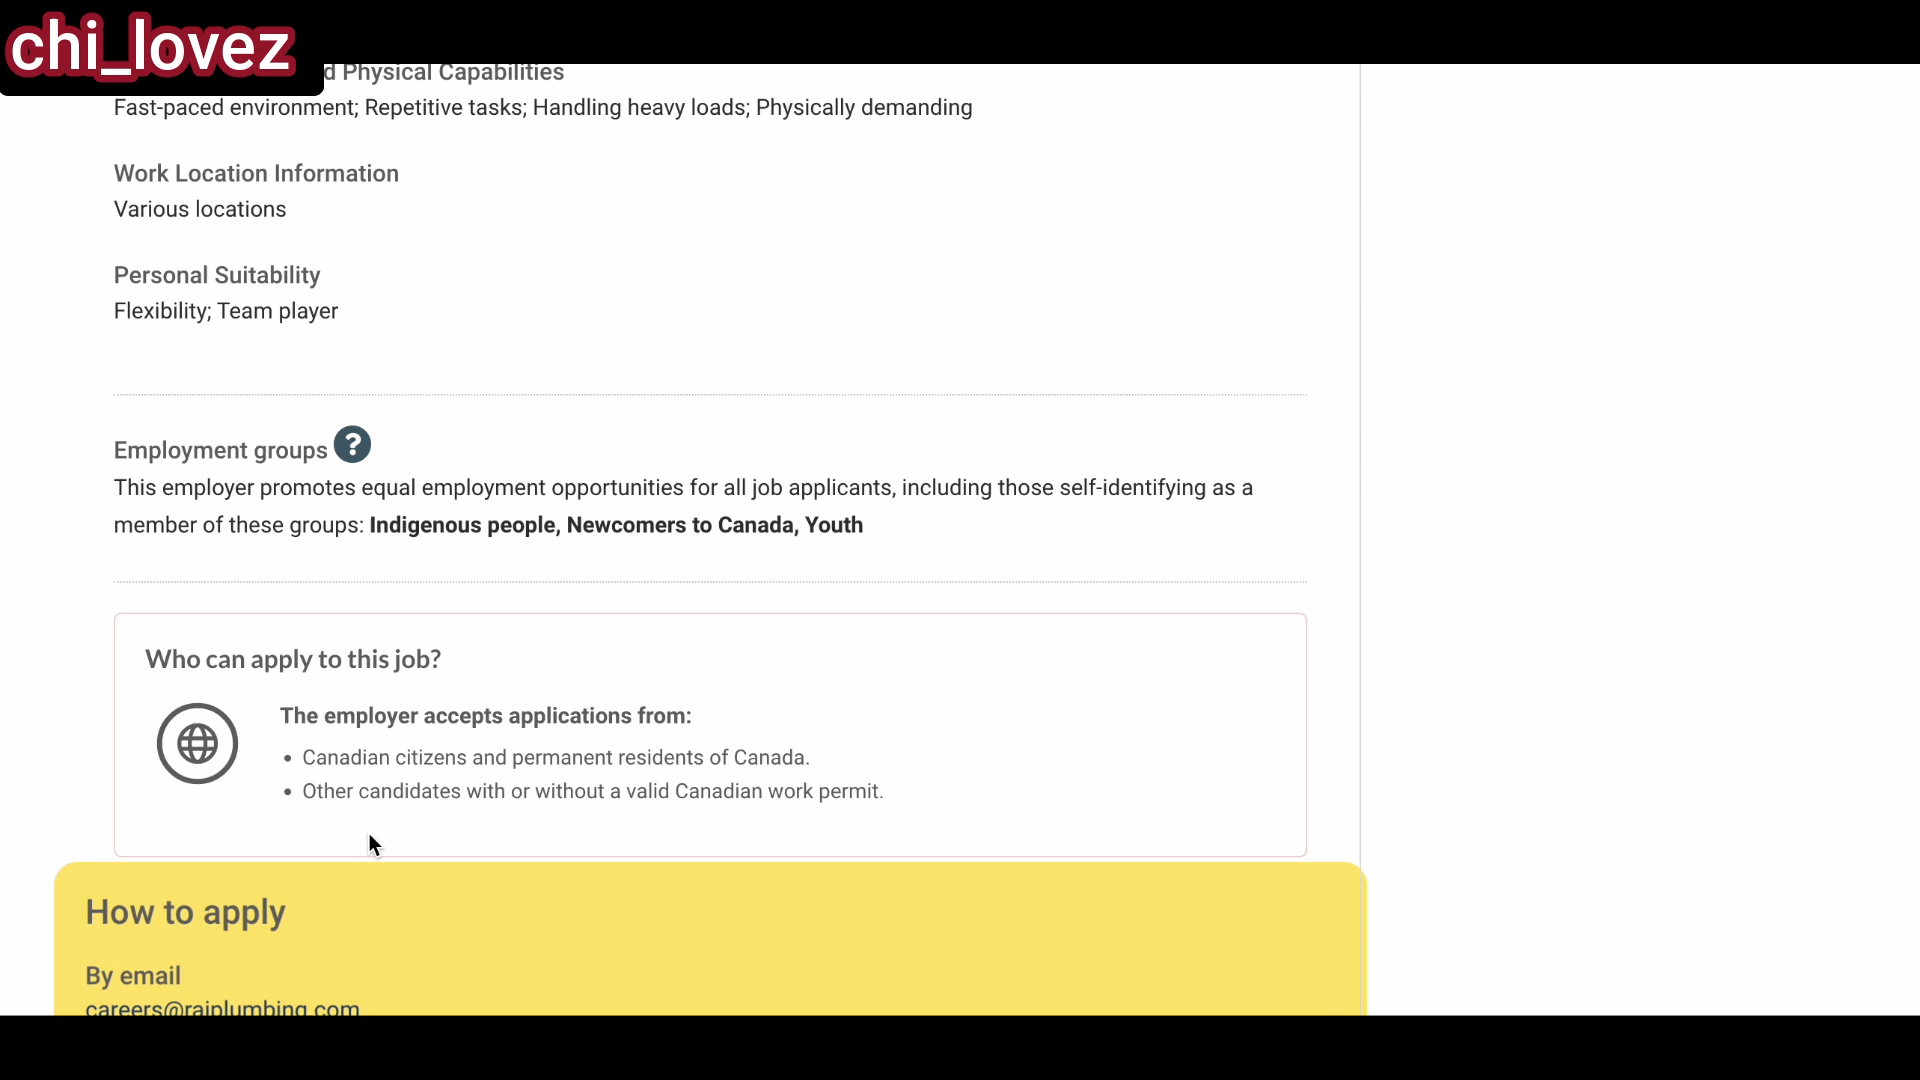 chi_lovez
d Physical Capabilities
Fast-paced environment; Repetitive tasks; Handling heavy loads; Physically demanding
Work Location Information
Various locations
Personal Suitability
Flexibility; Team player
Employment groups ?
This employer promotes equal employment opportunities for all job applicants, including those self-identifying as a
member of these groups: Indigenous people, Newcomers to Canada, Youth
Who can apply to this job?
The employer accepts applications from:
• Canadian citizens and permanent residents of Canada.
• Other candidates with or without a valid Canadian work permit.
How to apply
By email
careers@raiplumbing.com